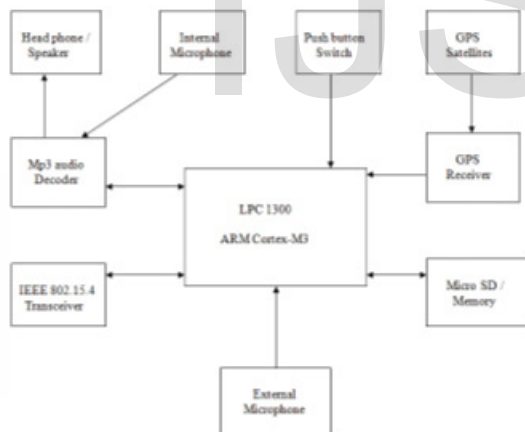 IJS
Head phone /
Speaker
Internal
Microphone
Push button
Switch
GPS
Satellites
Mp3 audio
Decoder
GPS
Receiver
LPC 1300
ARM Cortex-M3
IEEE 802.15.4
Transceiver
Micro SD /
Memory
External
Microphone